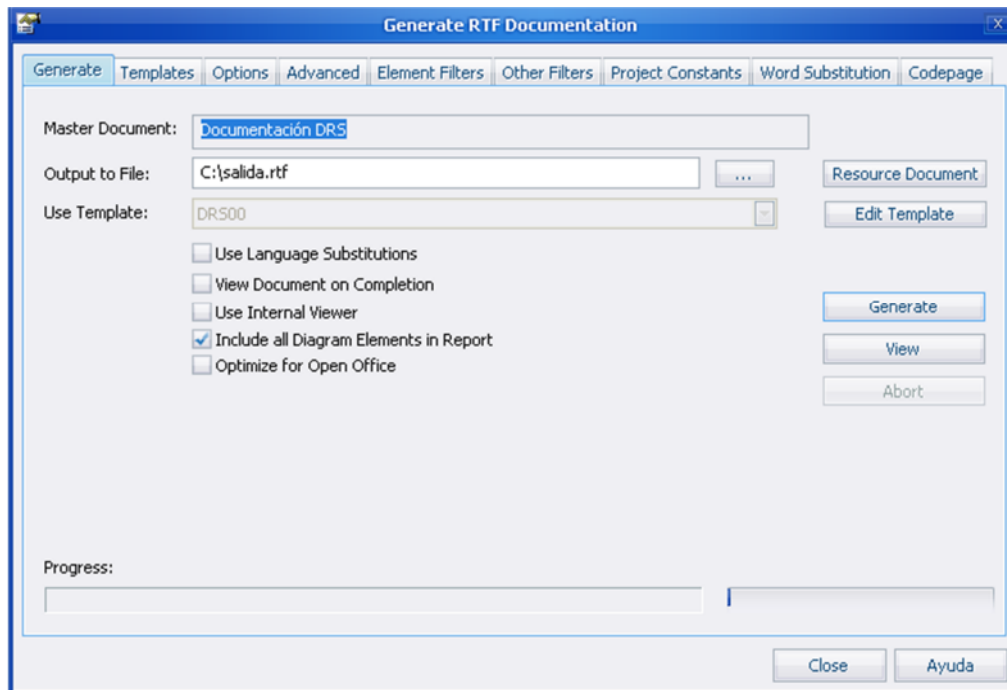 Generate RTF Documentation
Generate Templates Options Advanced Element Filters Other Filters Project Constants Word Substitution Codepage
Master Document: Documentación DRS
Output to File: C:\salida.rtf ... Resource Document
Use Template: DRS00 Edit Template
Use Language Substitutions
View Document on Completion
Use Internal Viewer Generate
Include all Diagram Elements in Report View
Optimize for Open Office
Abort
Progress:
Close Ayuda